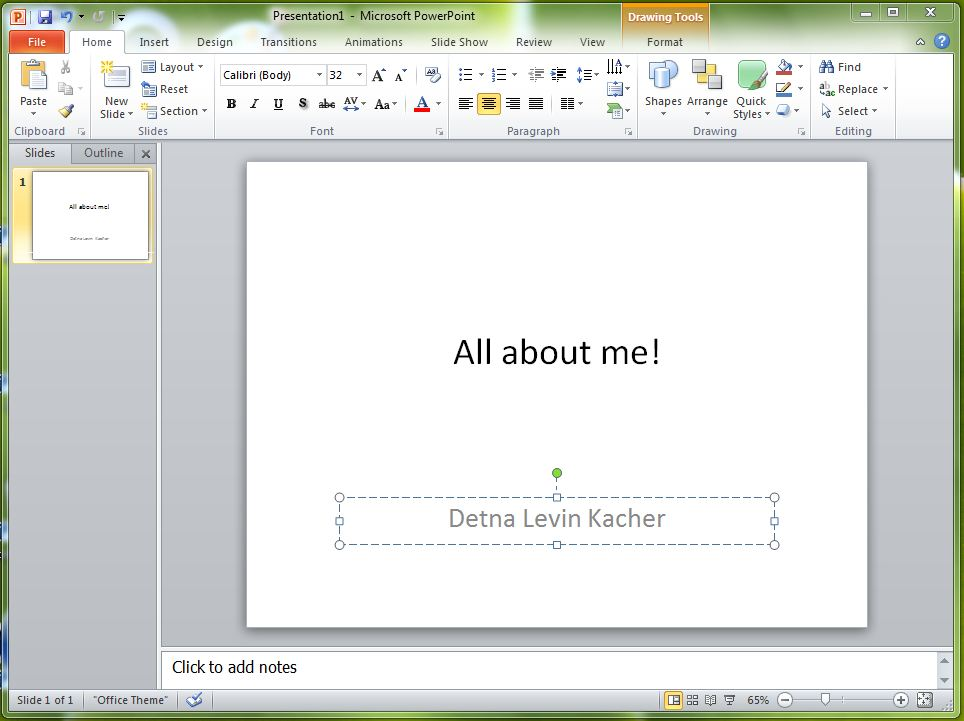 Presentation1 - Microsoft PowerPoint
Drawing Tools
File Home Insert Design Transitions Animations Slide Show Review View Format
Paste
Clipboard
New Slide
Layout
Reset
Section
Slides
Calibri (Body) 32
B I U S abc AV Aa A
Font
Paragraph
Shapes
Arrange
Quick Styles
Drawing
Find
Replace
Select
Editing
Slides Outline
1
All about me!
Detna Levin Kacher
All about me!
Detna Levin Kacher
Click to add notes
Slide 1 of 1 "Office Theme" 65%